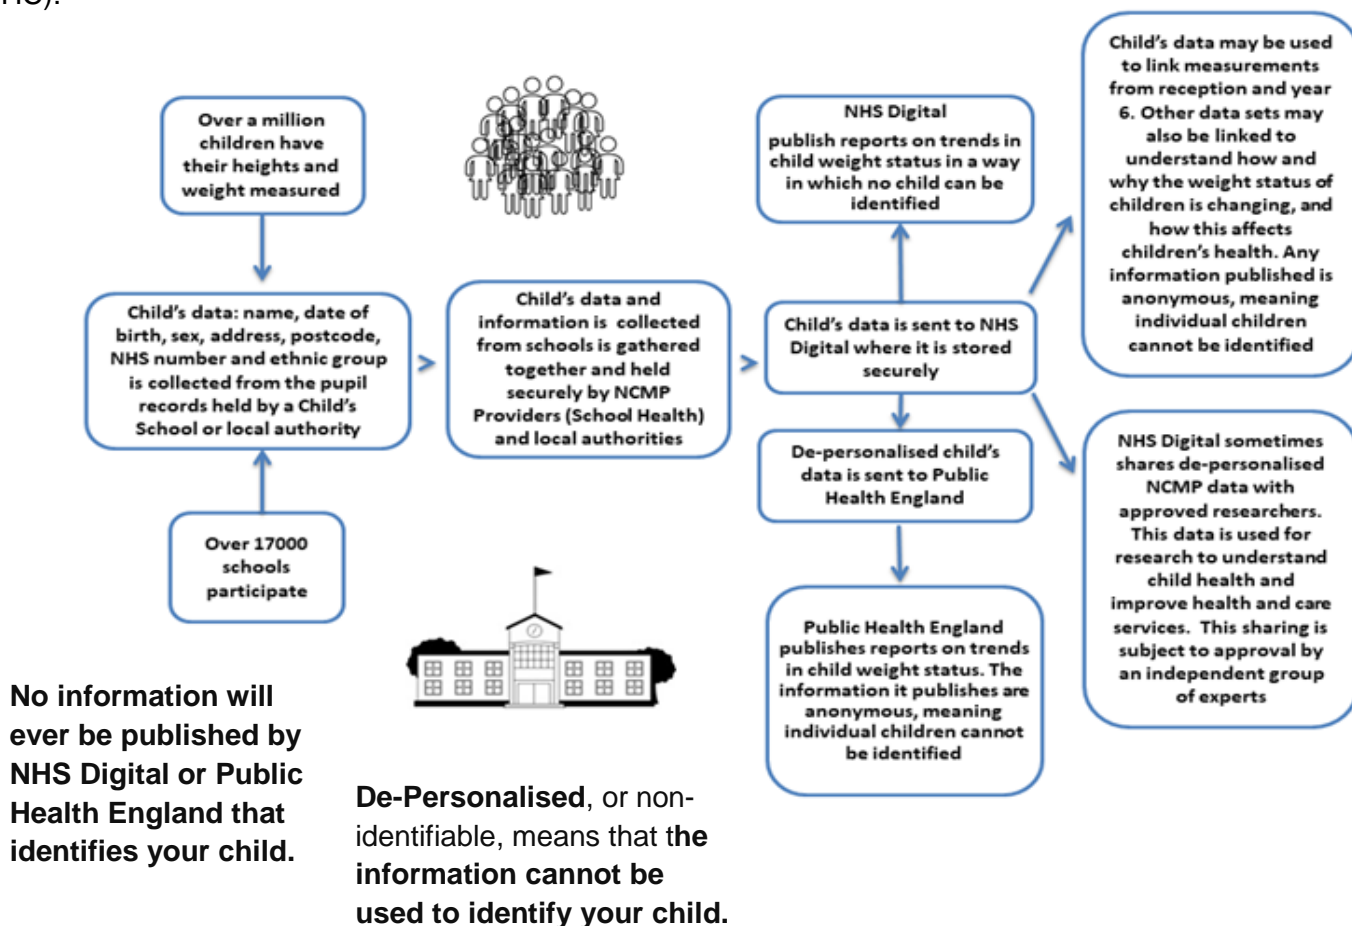 Over a million
children have
their heights and
weight measured
Child’s data: name, date of
birth, sex, address, postcode,
NHS number and ethnic group
is collected from the pupil
records held by a Child’s
School or local authority
Over 17000
schools
participate
Child’s data and
information is collected
from schools is gathered
together and held
securely by NCMP
Providers (School Health)
and local authorities
NHS Digital
publish reports on trends in
child weight status in a way
in which no child can be
identified
Child’s data is sent to NHS
Digital where it is stored
securely
De-personalised child’s
data is sent to Public
Health England
Public Health England
publishes reports on trends
in child weight status. The
information it publishes are
anonymous, meaning
individual children cannot
be identified
Child’s data may be used
to link measurements
from reception and year
6. Other data sets may
also be linked to
understand how and
why the weight status of
children is changing, and
how this affects
children’s health. Any
information published is
anonymous, meaning
individual children
cannot be identified
NHS Digital sometimes
shares de-personalised
NCMP data with
approved researchers.
This data is used for
research to understand
child health and
improve health and care
services. This sharing is
subject to approval by
an independent group
of experts
No information will
ever be published by
NHS Digital or Public
Health England that
identifies your child.
De-Personalised, or non-
identifiable, means that the
information cannot be
used to identify your child.